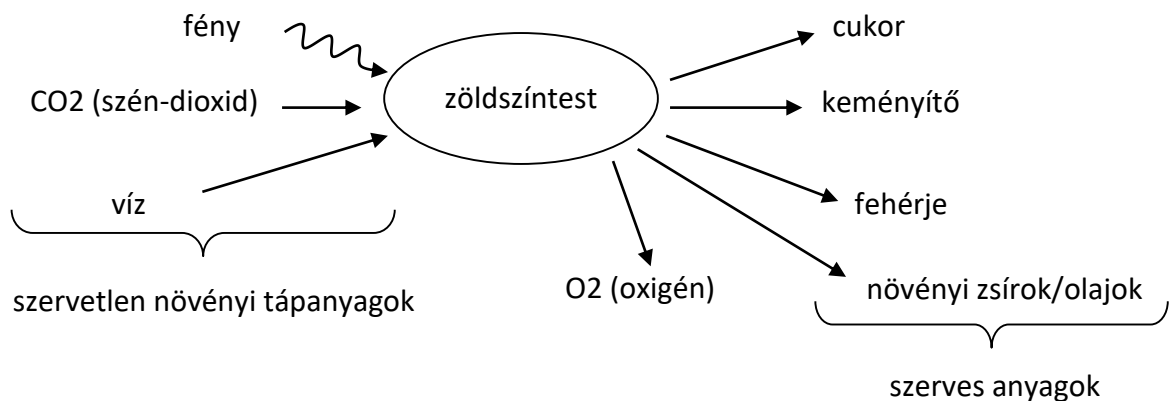 fény
CO2 (szén-dioxid)
víz
szervetlen növényi tápanyagok
zöldszíntest
cukor
keményítő
fehérje
O2 (oxigén)
növényi zsírok/olajok
szerves anyagok